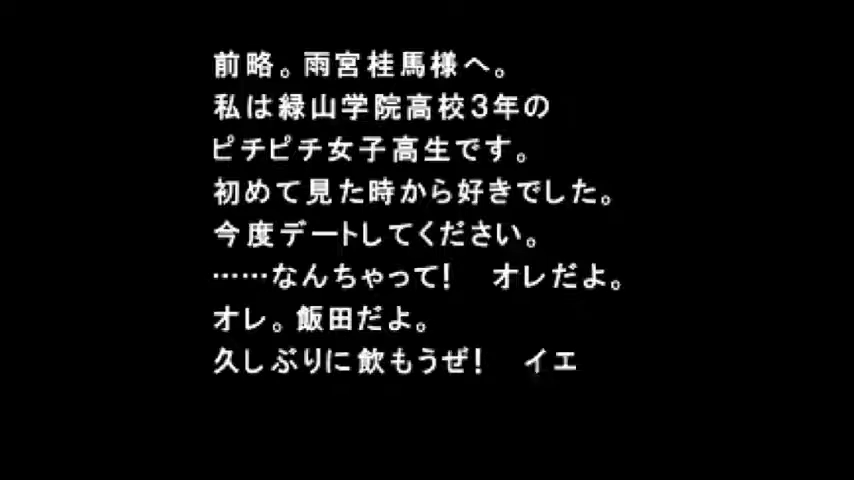 前略。雨宮桂馬様へ。
私は緑山学院高校3年の
ピチピチ女子高生です。
初めて見た時から好きでした。
今度デートしてください。
……なんちゃって！　オレだよ。
オレ。飯田だよ。
久しぶりに飲もうぜ！　イエ